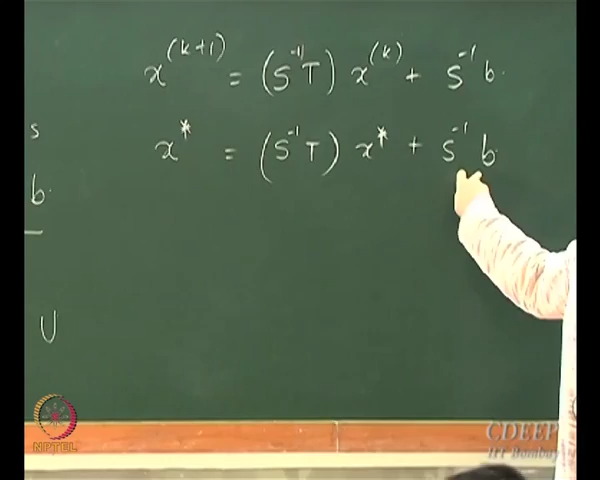 x^(k+1) = (S^-1 T) x^(k) + S^-1 b.
s
x^* = (S^-1 T) x^* + S^-1 b.
b.
U
NPTEL
CDEEP
IIT Bombay